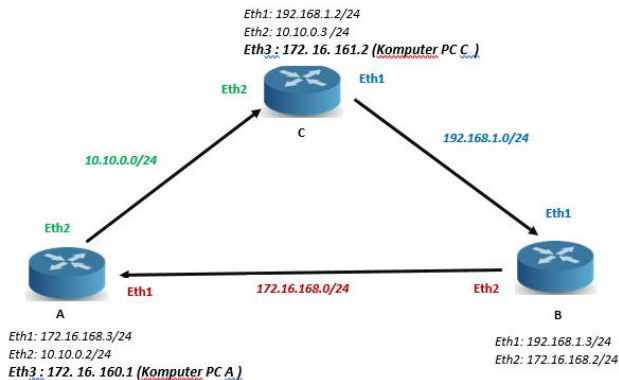 Eth1: 192.168.1.2/24
Eth2: 10.10.0.3 /24
Eth3 : 172. 16. 161.2 (Komputer PC C )
Eth2
Eth1
C
10.10.0.0/24
192.168.1.0/24
Eth2
Eth1
Eth1
172.16.168.0/24
Eth2
A
B
Eth1: 172.16.168.3/24
Eth2: 10.10.0.2/24
Eth3 : 172. 16. 160.1 (Komputer PC A )
Eth1: 192.168.1.3/24
Eth2: 172.16.168.2/24